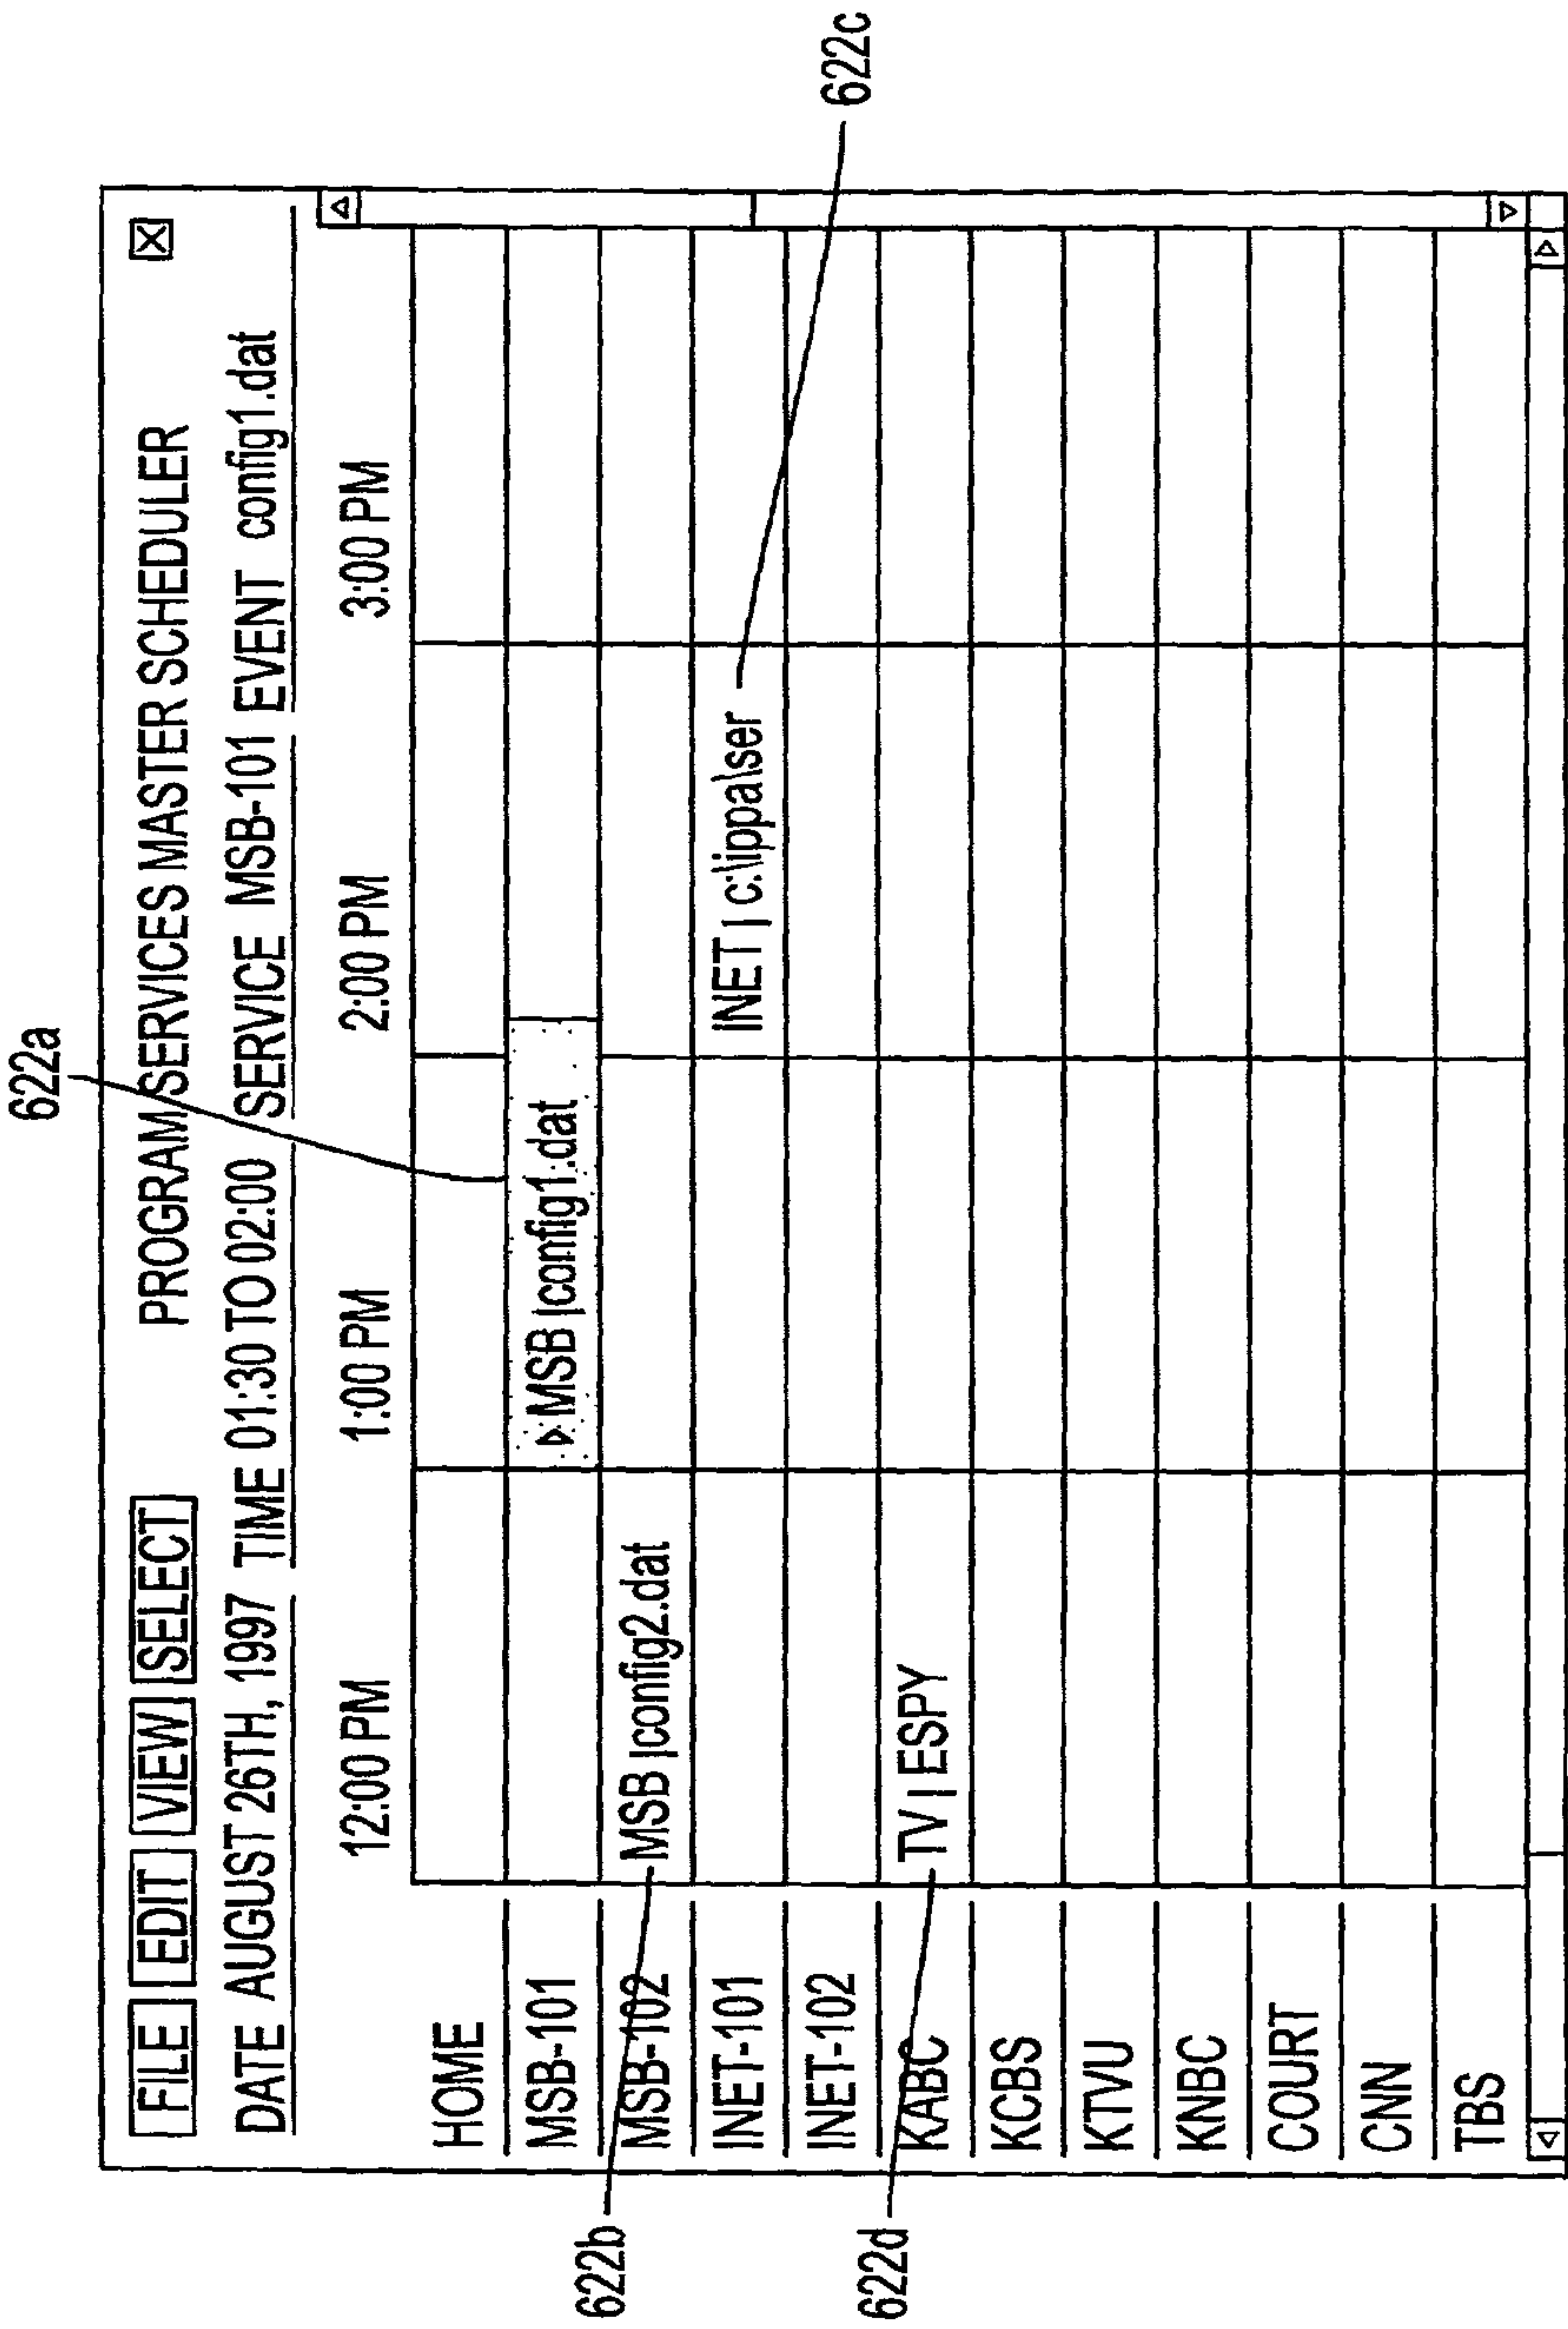 622a
PROGRAM SERVICES MASTER SCHEDULER
FILE EDIT VIEW SELECT X
DATE AUGUST 26TH, 1997 TIME 01:30 TO 02:00 SERVICE MSB-101 EVENT config1.dat
12:00 PM 1:00 PM 2:00 PM 3:00 PM
HOME
MSB-101 MSB |config1.dat
622b MSB-102 MSB |config2.dat
INET-101 INET | c:\ippa\ser 622c
INET-102
622d KABC TV | ESPY
KCBS
KTVU
KNBC
COURT
CNN
TBS